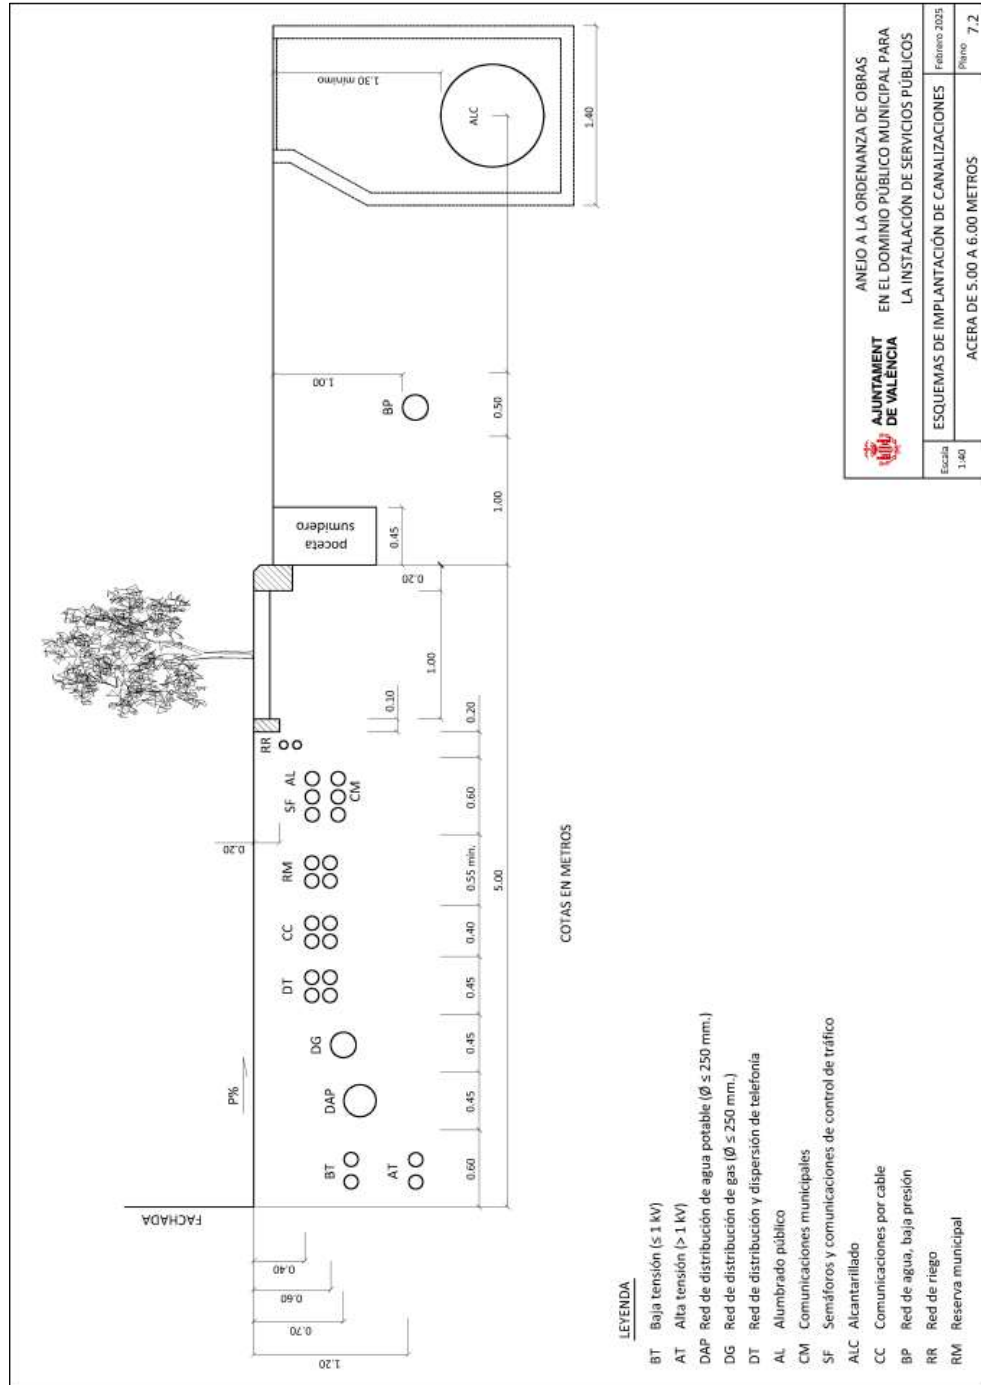 FACHADA
P%
BT
AT
DAP
DG
DT
CC
RM
SF
AL
CM
RR
poceta
sumidero
BP
ALC
0.40
0.60
0.70
1.20
0.20
0.10
1.00
0.20
0.45
1.00
1.30 mínimo
1.40
0.60
0.45
0.45
0.45
0.40
0.55 min.
0.60
0.20
5.00
1.00
0.50
COTAS EN METROS
LEYENDA
BT Baja tensión (≤ 1 kV)
AT Alta tensión (> 1 kV)
DAP Red de distribución de agua potable (Ø ≤ 250 mm.)
DG Red de distribución de gas (Ø ≤ 250 mm.)
DT Red de distribución y dispersión de telefonía
AL Alumbrado público
CM Comunicaciones municipales
SF Semáforos y comunicaciones de control de tráfico
ALC Alcantarillado
CC Comunicaciones por cable
BP Red de agua, baja presión
RR Red de riego
RM Reserva municipal
AJUNTAMENT
DE VALÈNCIA
ANEJO A LA ORDENANZA DE OBRAS
EN EL DOMINIO PÚBLICO MUNICIPAL PARA
LA INSTALACIÓN DE SERVICIOS PÚBLICOS
Escala
1:40
ESQUEMAS DE IMPLANTACIÓN DE CANALIZACIONES
Febrero 2025
ACERA DE 5.00 A 6.00 METROS
Plano 7.2